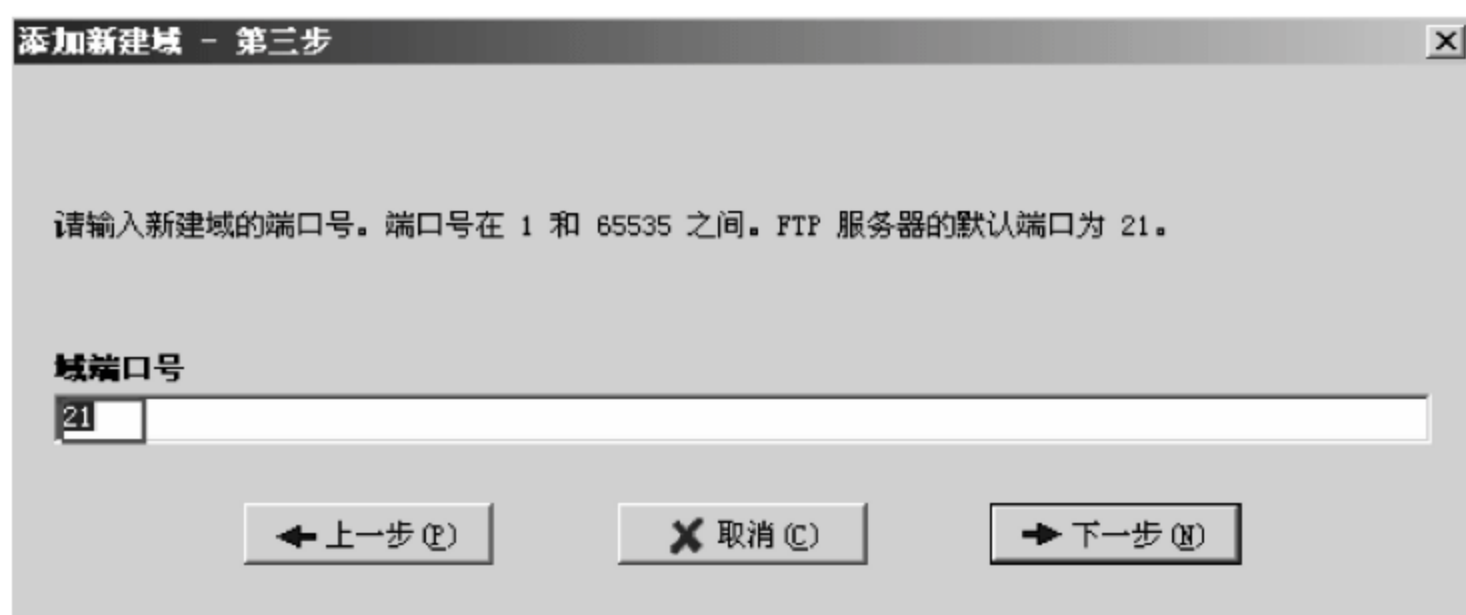 添加新建域 - 第三步
请输入新建域的端口号。端口号在 1 和 65535 之间。FTP 服务器的默认端口为 21。
域端口号
21
上一步(P) 取消(C) 下一步(N)